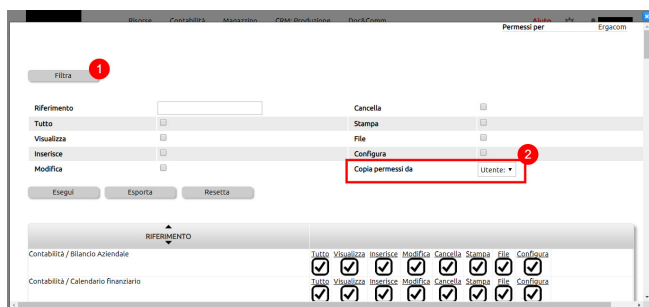 Risorse Contabilità Magazzino CRM: Produzione Doc&Comm Aiuto
Permessi per Ergacom
Filtra 1
Riferimento Cancella
Tutto Stampa
Visualizza File
Inserisce Configura 2
Modifica Copia permessi da Utente:
Esegui Esporta Resetta
RIFERIMENTO
Contabilità / Bilancio Aziendale Tutto Visualizza Inserisce Modifica Cancella Stampa File Configura
Contabilità / Calendario finanziario Tutto Visualizza Inserisce Modifica Cancella Stampa File Configura